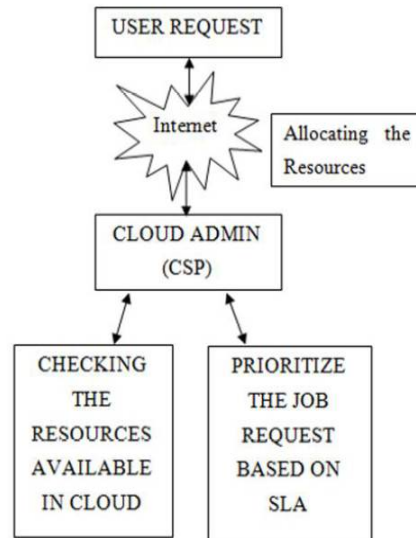 USER REQUEST
Internet
Allocating the
Resources
CLOUD ADMIN
(CSP)
CHECKING
THE
RESOURCES
AVAILABLE
IN CLOUD
PRIORITIZE
THE JOB
REQUEST
BASED ON
SLA